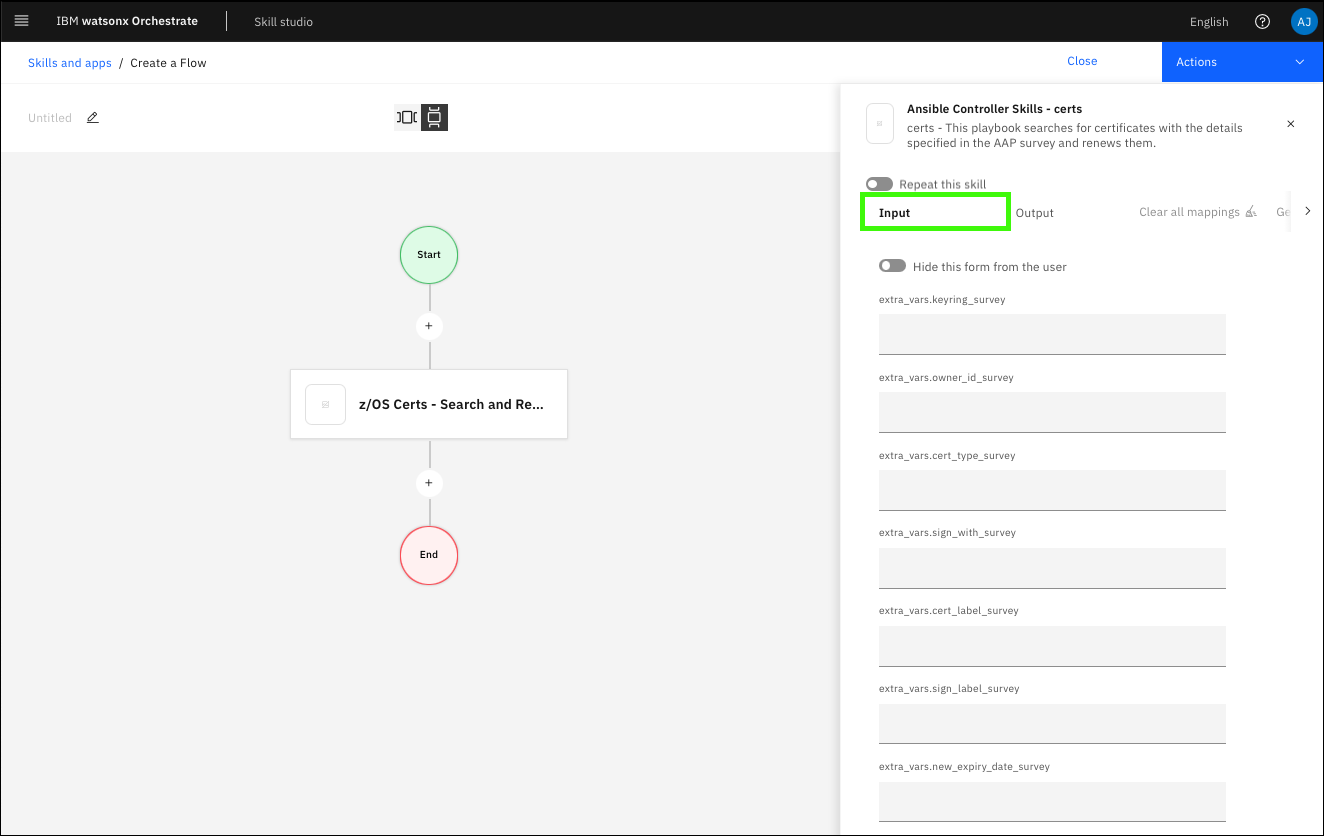 IBM watsonx Orchestrate
Skill studio
English
AJ
Skills and apps / Create a Flow
Close
Actions
Untitled
Ansible Controller Skills - certs
certs - This playbook searches for certificates with the details
specified in the AAP survey and renews them.
Repeat this skill
Input
Output
Clear all mappings
Ge
Hide this form from the user
extra_vars.keyring_survey
extra_vars.owner_id_survey
extra_vars.cert_type_survey
extra_vars.sign_with_survey
extra_vars.cert_label_survey
extra_vars.sign_label_survey
extra_vars.new_expiry_date_survey
Start
+
z/OS Certs - Search and Re...
+
End